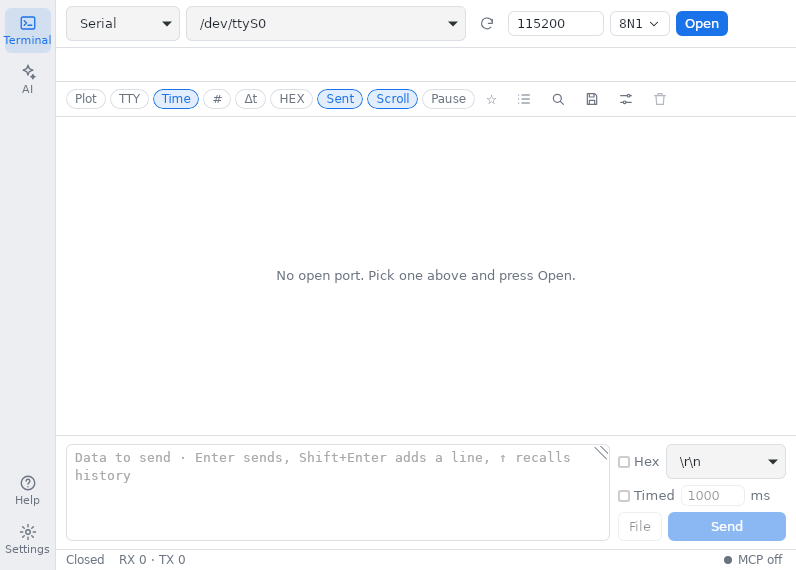 Terminal
AI
Help
Settings
Serial
/dev/ttyS0
115200
8N1
Open
Plot
TTY
Time
#
Δt
HEX
Sent
Scroll
Pause
No open port. Pick one above and press Open.
Data to send · Enter sends, Shift+Enter adds a line, ↑ recalls
history
Hex
\r\n
Timed
1000
ms
File
Send
Closed
RX 0 · TX 0
MCP off